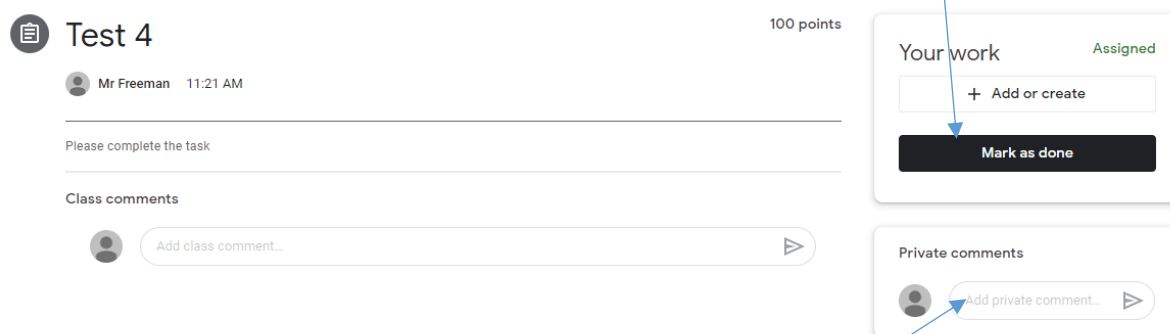 Test 4
100 points
Mr Freeman 11:21 AM
Please complete the task
Class comments
Add class comment...
Your work
Assigned
+ Add or create
Mark as done
Private comments
Add private comment...